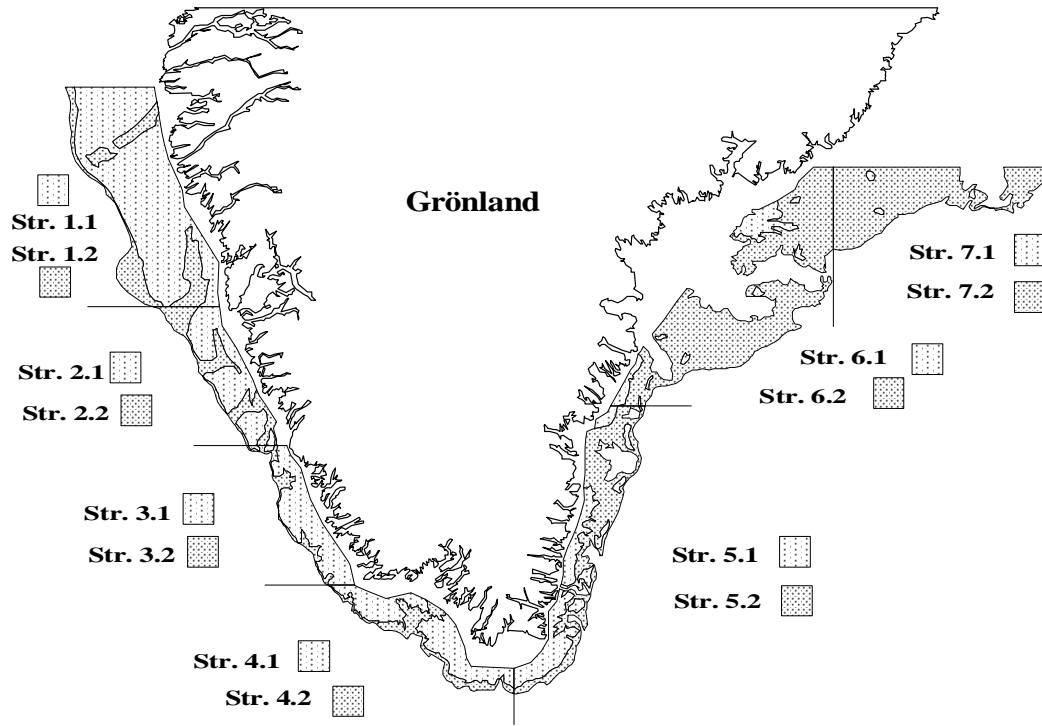 Grönland
Str. 1.1
Str. 1.2
Str. 7.1
Str. 7.2
Str. 2.1
Str. 2.2
Str. 6.1
Str. 6.2
Str. 3.1
Str. 3.2
Str. 5.1
Str. 5.2
Str. 4.1
Str. 4.2